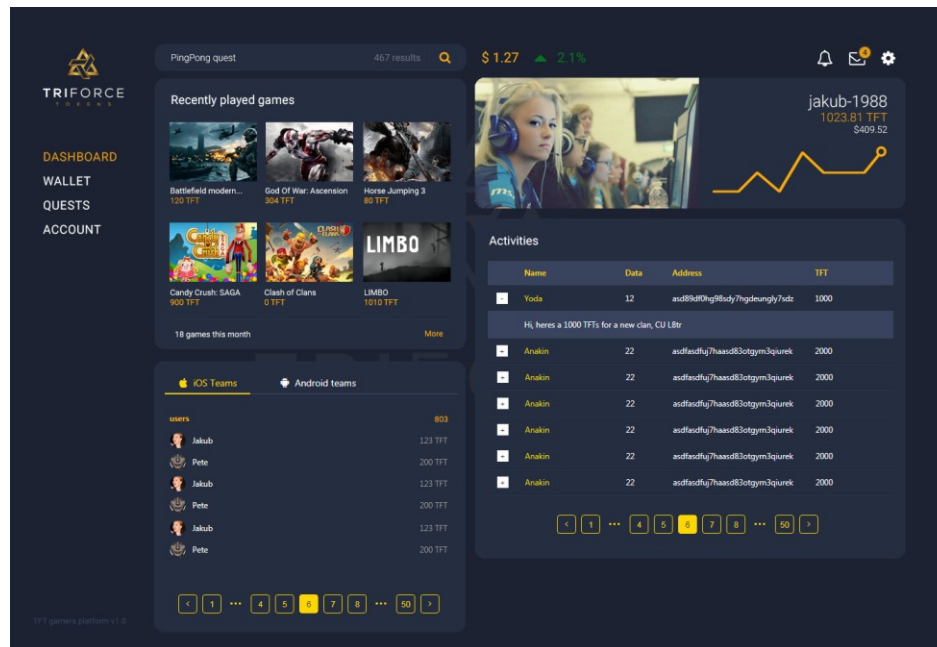 TRIFORCE
TOKENS
DASHBOARD
WALLET
QUESTS
ACCOUNT
TFT gamers platform v1.0
PingPong quest 467 results
Recently played games
Battlefield modern... God Of War: Ascension Horse Jumping 3
120 TFT 304 TFT 80 TFT
Candy Crush
CLASH OF CLANS
LIMBO
Candy Crush: SAGA Clash of Clans LIMBO
900 TFT 0 TFT 1010 TFT
18 games this month More
iOS Teams Android teams
users 803
Jakub 123 TFT
Pete 200 TFT
Jakub 123 TFT
Pete 200 TFT
Jakub 123 TFT
Pete 200 TFT
< 1 ••• 4 5 6 7 8 ••• 50 >
$ 1.27 2.1%
4
jakub-1988
1023.81 TFT
$409.52
Activities
Name Data Address TFT
- Yoda 12 asd89df0hg98sdy7hgdeungly7sdz 1000
Hi, heres a 1000 TFTs for a new clan, CU L8tr
+ Anakin 22 asdfasdfuj7haasd83otgym3qiurek 2000
+ Anakin 22 asdfasdfuj7haasd83otgym3qiurek 2000
+ Anakin 22 asdfasdfuj7haasd83otgym3qiurek 2000
+ Anakin 22 asdfasdfuj7haasd83otgym3qiurek 2000
+ Anakin 22 asdfasdfuj7haasd83otgym3qiurek 2000
+ Anakin 22 asdfasdfuj7haasd83otgym3qiurek 2000
< 1 ••• 4 5 6 7 8 ••• 50 >